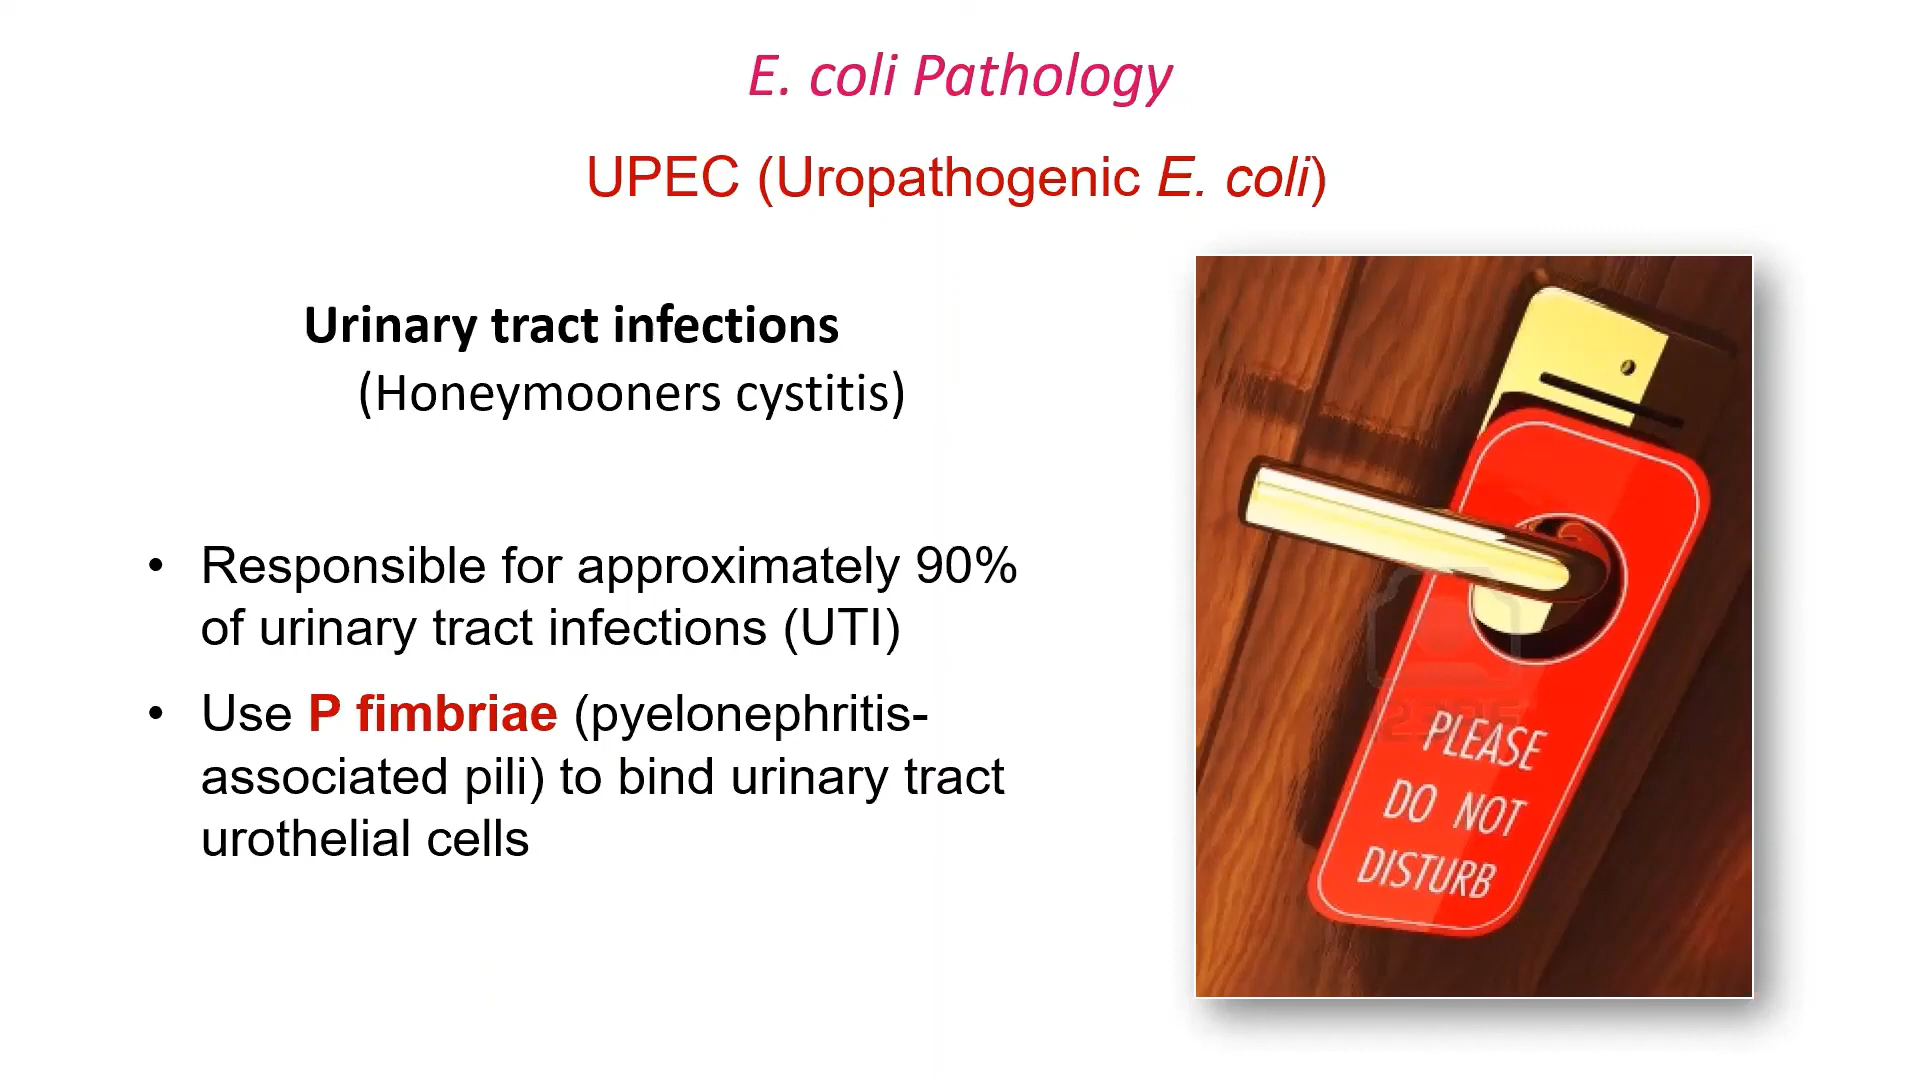 E. coli Pathology
UPEC (Uropathogenic E. coli)
Urinary tract infections
(Honeymooners cystitis)
• Responsible for approximately 90%
of urinary tract infections (UTI)
• Use P fimbriae (pyelonephritis-
associated pili) to bind urinary tract
urothelial cells
PLEASE
DO NOT
DISTURB